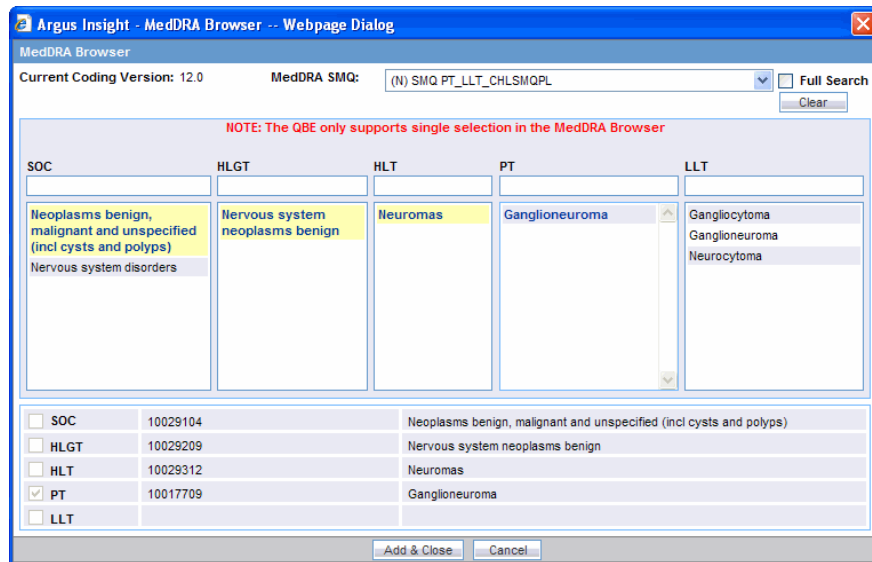 Argus Insight - MedDRA Browser -- Webpage Dialog
MedDRA Browser
Current Coding Version: 12.0 MedDRA SMQ: (N) SMQ PT_LLT_CHLSMQPL Full Search
Clear
NOTE: The QBE only supports single selection in the MedDRA Browser
SOC HLGT HLT PT LLT
Neoplasms benign, Nervous system Neuromas Ganglioneuroma Gangliocytoma
malignant and unspecified neoplasms benign Ganglioneuroma
(incl cysts and polyps) Neurocytoma
Nervous system disorders
SOC 10029104 Neoplasms benign, malignant and unspecified (incl cysts and polyps)
HLGT 10029209 Nervous system neoplasms benign
HLT 10029312 Neuromas
PT 10017709 Ganglioneuroma
LLT
Add & Close Cancel